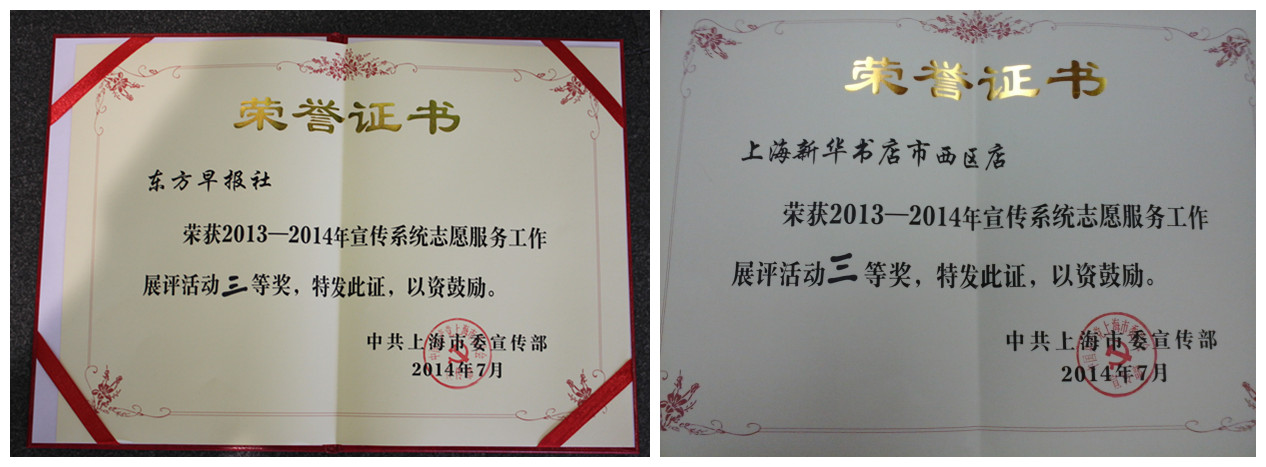 荣誉证书
东方早报社
荣获2013—2014年宣传系统志愿服务工作
展评活动三等奖，特发此证，以资鼓励。
中共上海市委宣传部
2014年7月
荣誉证书
上海新华书店市西区店
荣获2013—2014年宣传系统志愿服务工作
展评活动三等奖，特发此证，以资鼓励。
中共上海市委宣传部
2014年7月